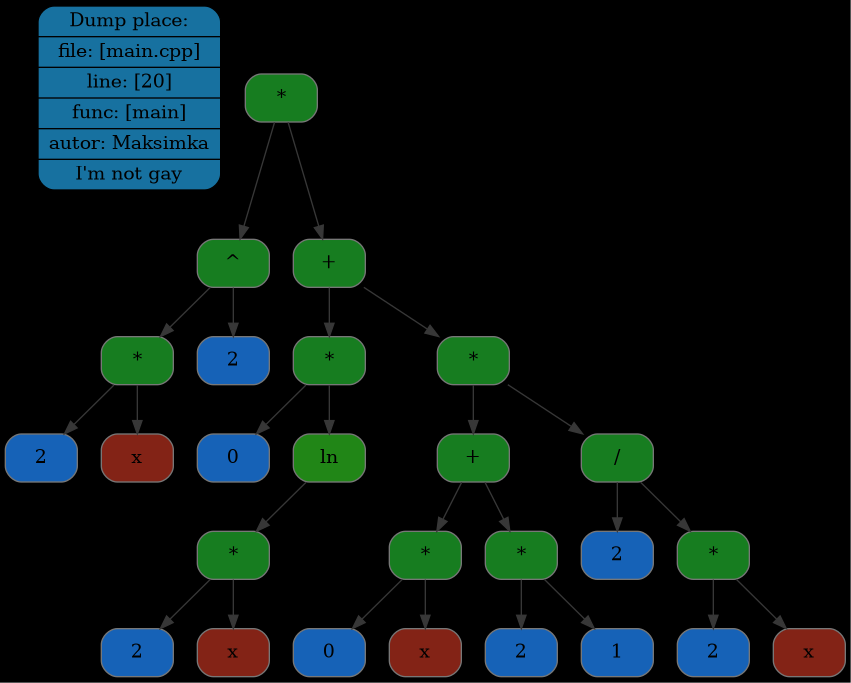 Dump place:
file: [main.cpp]
line: [20]
func: [main]
autor: Maksimka
I'm not gay
*
^ +
* 2 * *
2 x 0 ln + /
* * * 2 *
2 x 0 x 2 1 2 x